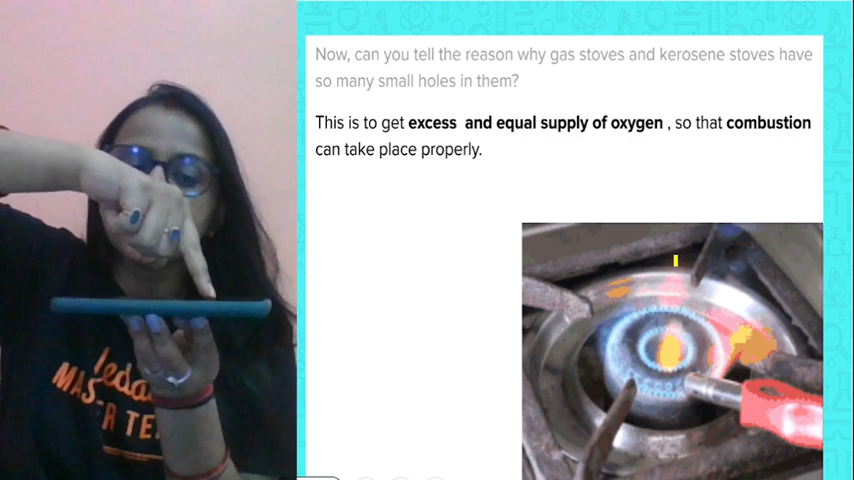 Now, can you tell the reason why gas stoves and kerosene stoves have
so many small holes in them?
This is to get excess and equal supply of oxygen , so that combustion
can take place properly.
MAS